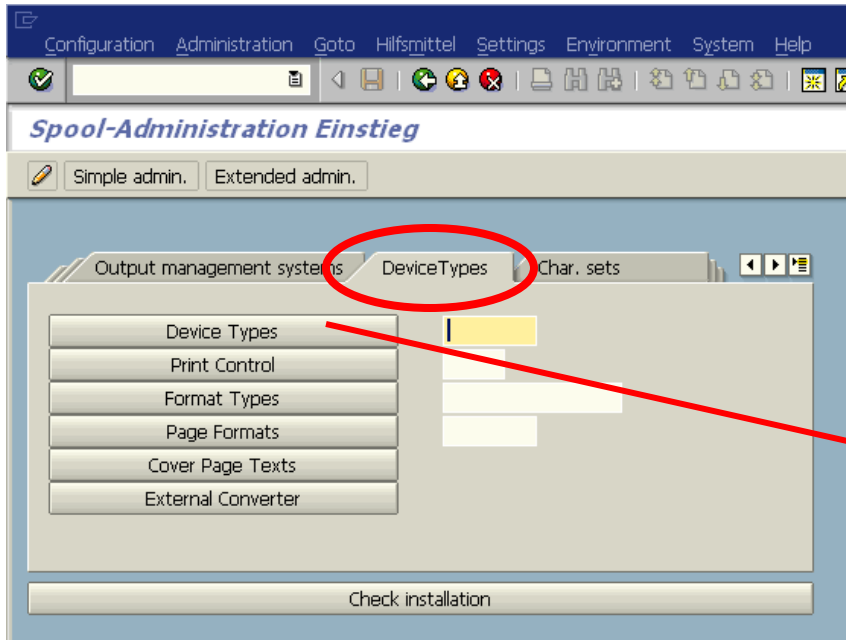 Configuration Administration Goto Hilfsmittel Settings Environment System Help
Spool-Administration Einstieg
Simple admin. Extended admin.
Output management systems DeviceTypes Char. sets
Device Types
Print Control
Format Types
Page Formats
Cover Page Texts
External Converter
Check installation